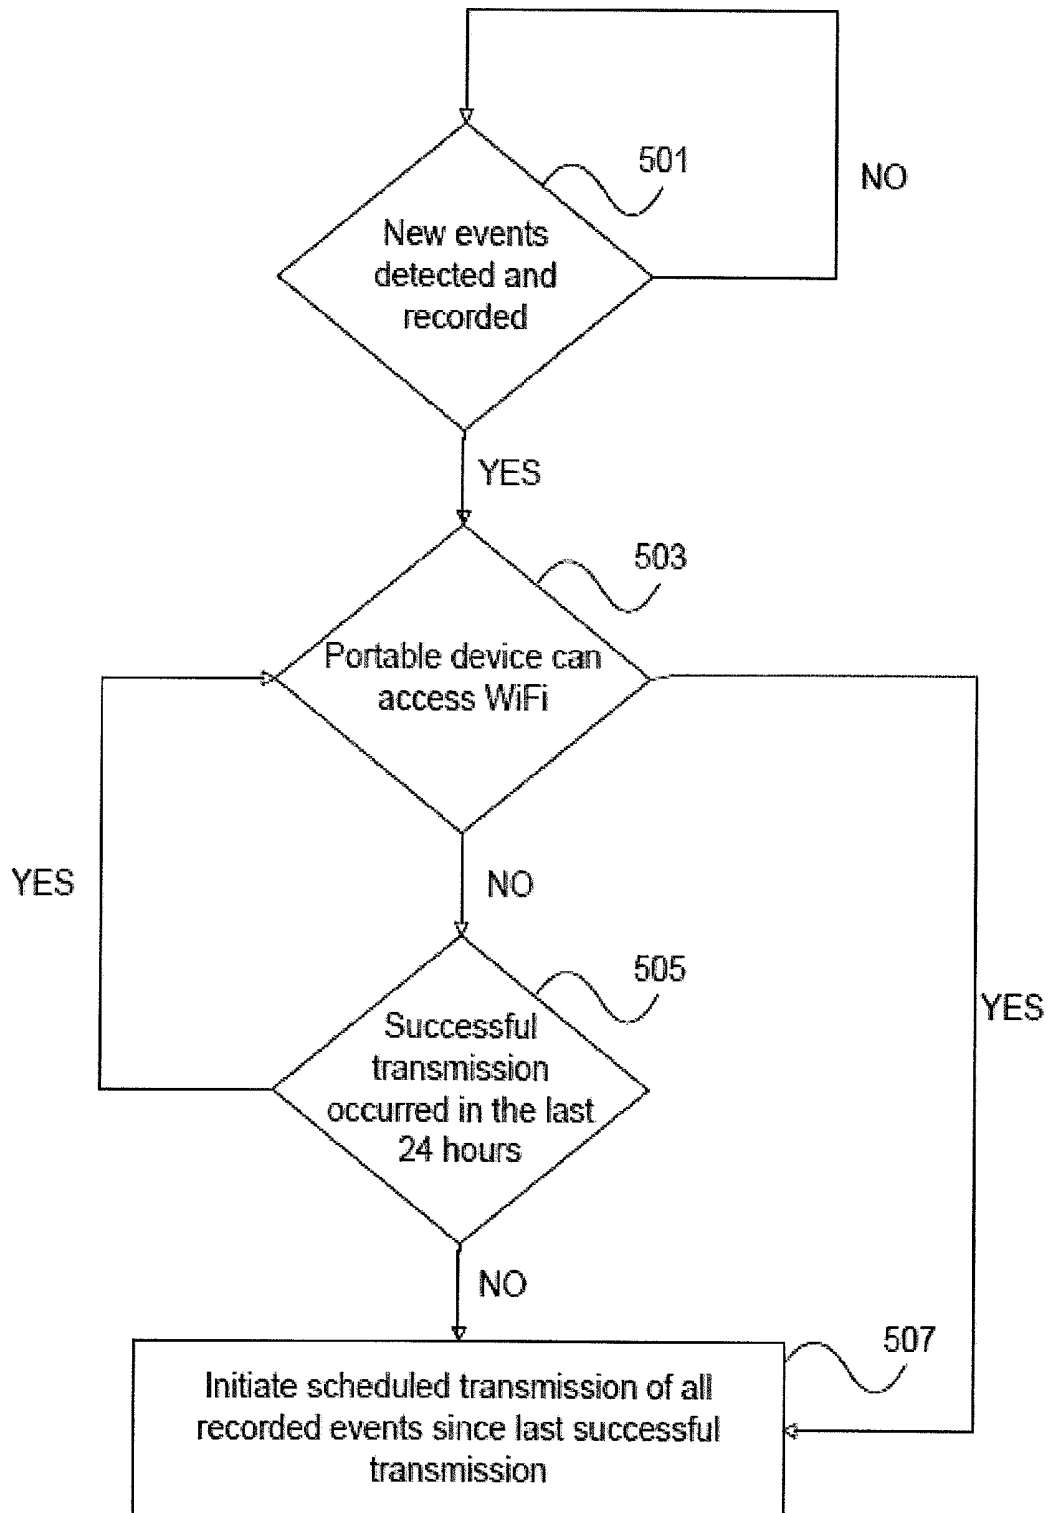 501
NO
New events
detected and
recorded
YES
503
Portable device can
access WiFi
YES
NO
505
YES
Successful
transmission
occurred in the last
24 hours
NO
507
Initiate scheduled transmission of all
recorded events since last successful
transmission